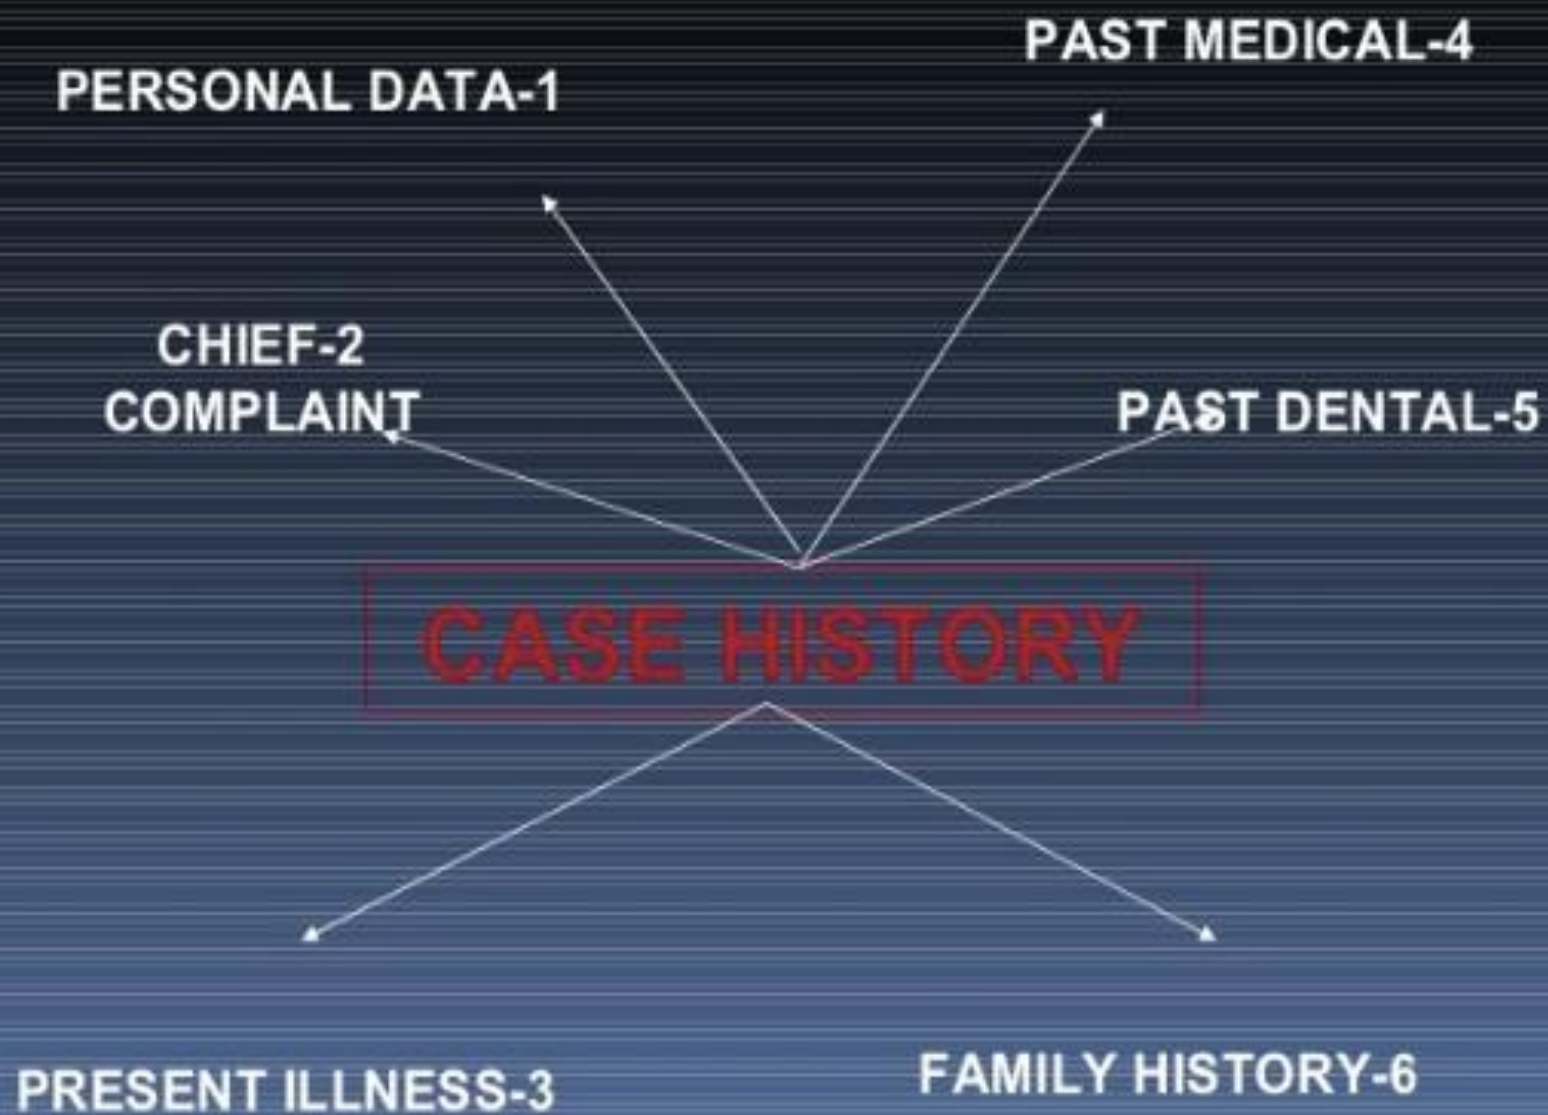 PAST MEDICAL-4
PERSONAL DATA-1
CHIEF-2
COMPLAINT
PAST DENTAL-5
CASE HISTORY
PRESENT ILLNESS-3
FAMILY HISTORY-6